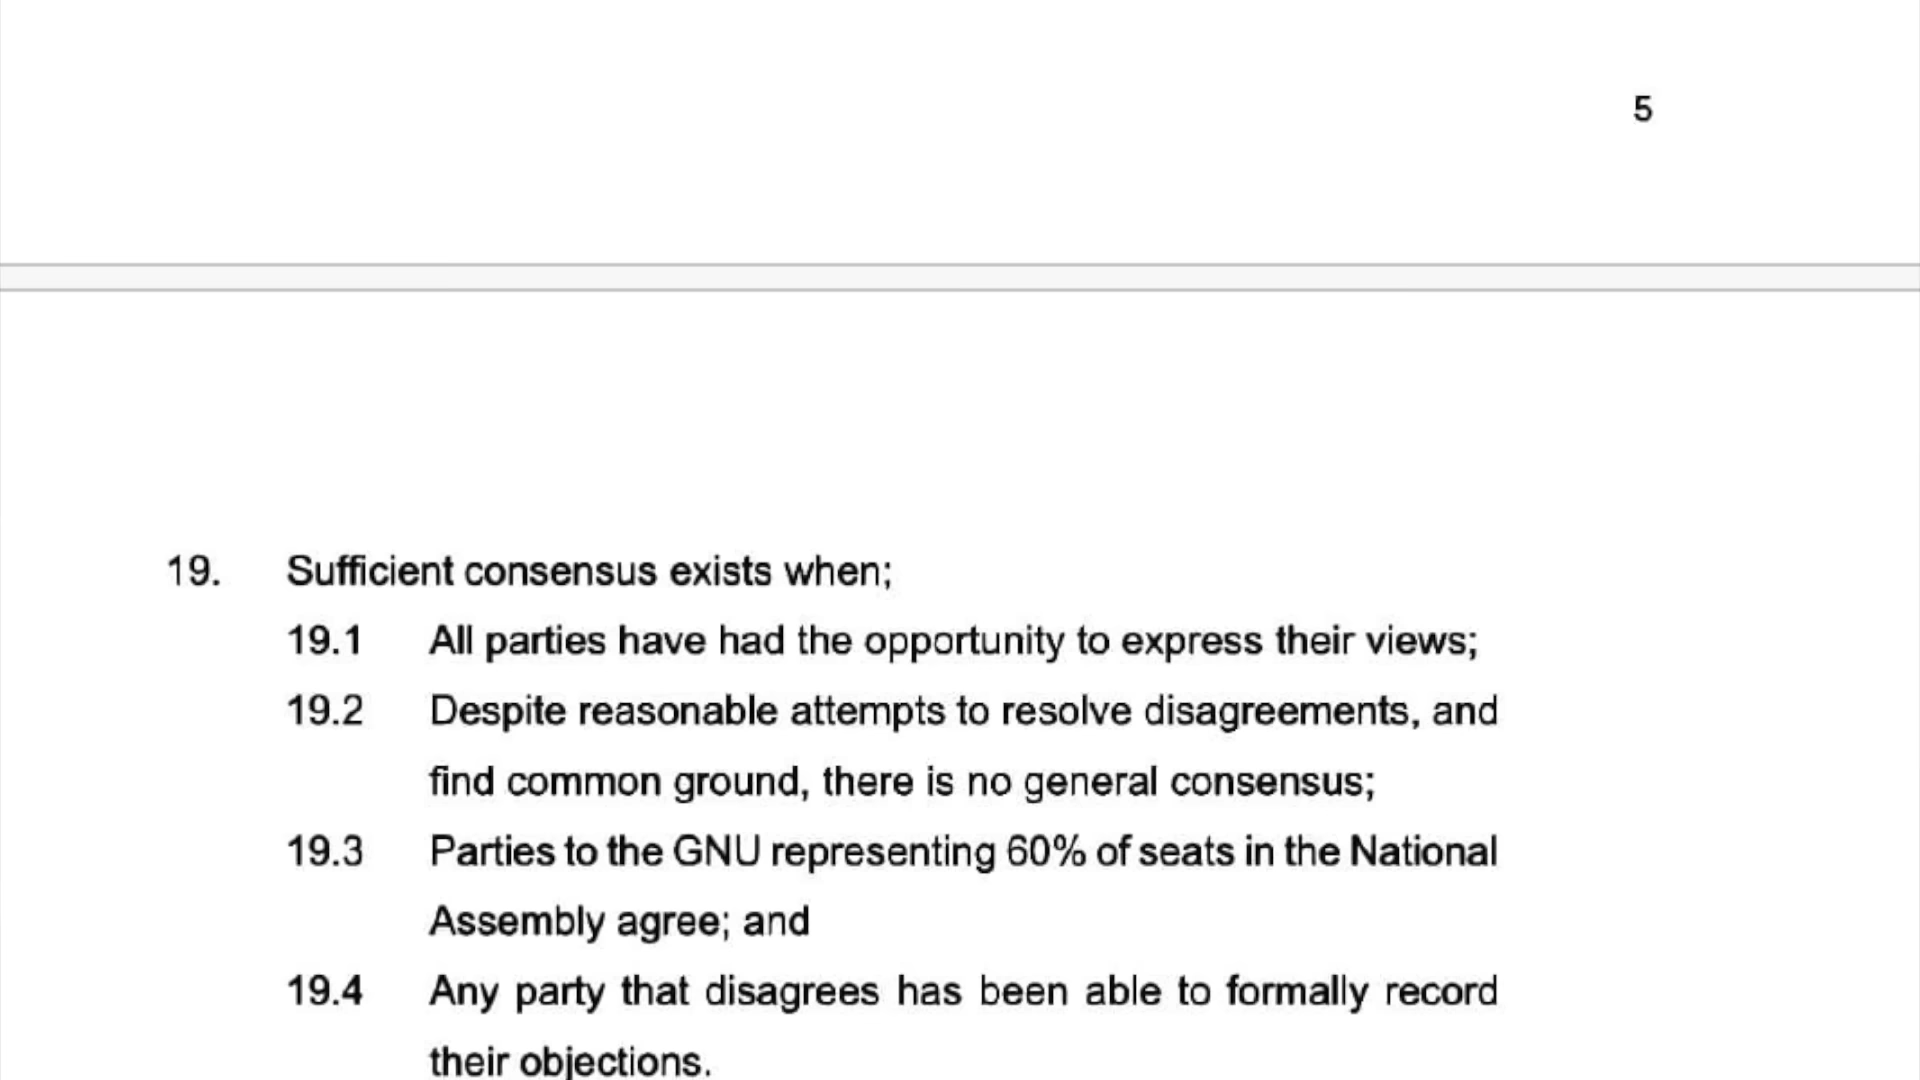 5
19. Sufficient consensus exists when;
19.1 All parties have had the opportunity to express their views;
19.2 Despite reasonable attempts to resolve disagreements, and
find common ground, there is no general consensus;
19.3 Parties to the GNU representing 60% of seats in the National
Assembly agree; and
19.4 Any party that disagrees has been able to formally record
their objections.